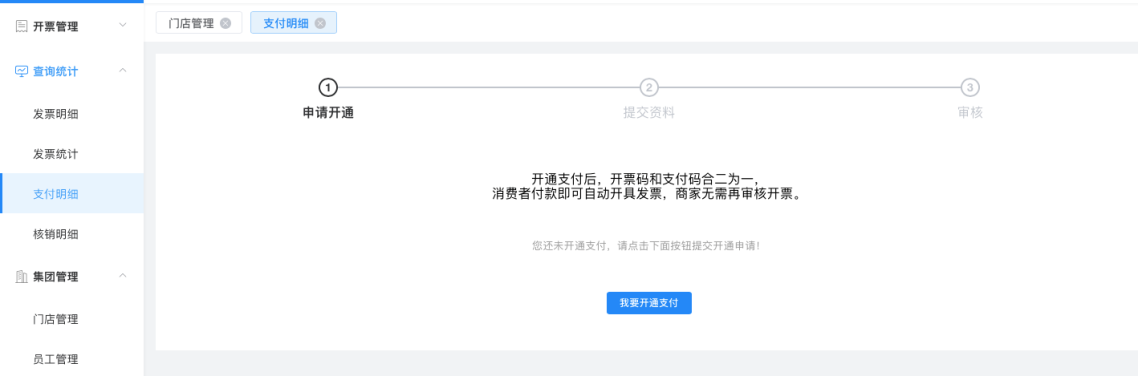 开票管理
查询统计
发票明细
发票统计
支付明细
核销明细
集团管理
门店管理
员工管理
门店管理
支付明细
1
申请开通
2
提交资料
3
审核
开通支付后，开票码和支付码合二为一，
消费者付款即可自动开具发票，商家无需再审核开票。
您还未开通支付，请点击下面按钮提交开通申请！
我要开通支付